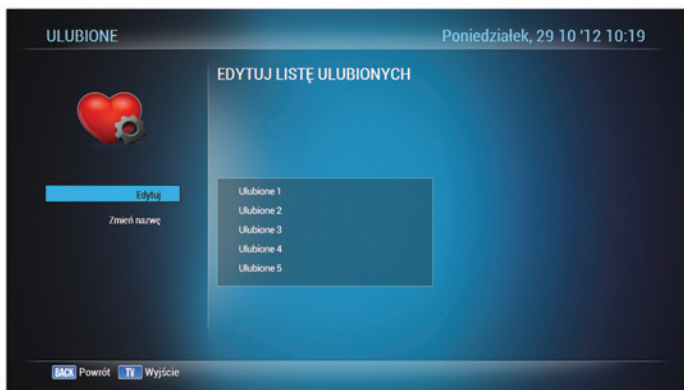 ULUBIONE
Poniedziałek, 29 10 '12 10:19
EDYTUJ LISTĘ ULUBIONYCH
Edytuj
Zmień nazwę
Ulubione 1
Ulubione 2
Ulubione 3
Ulubione 4
Ulubione 5
BACK Powrót TV Wyjście